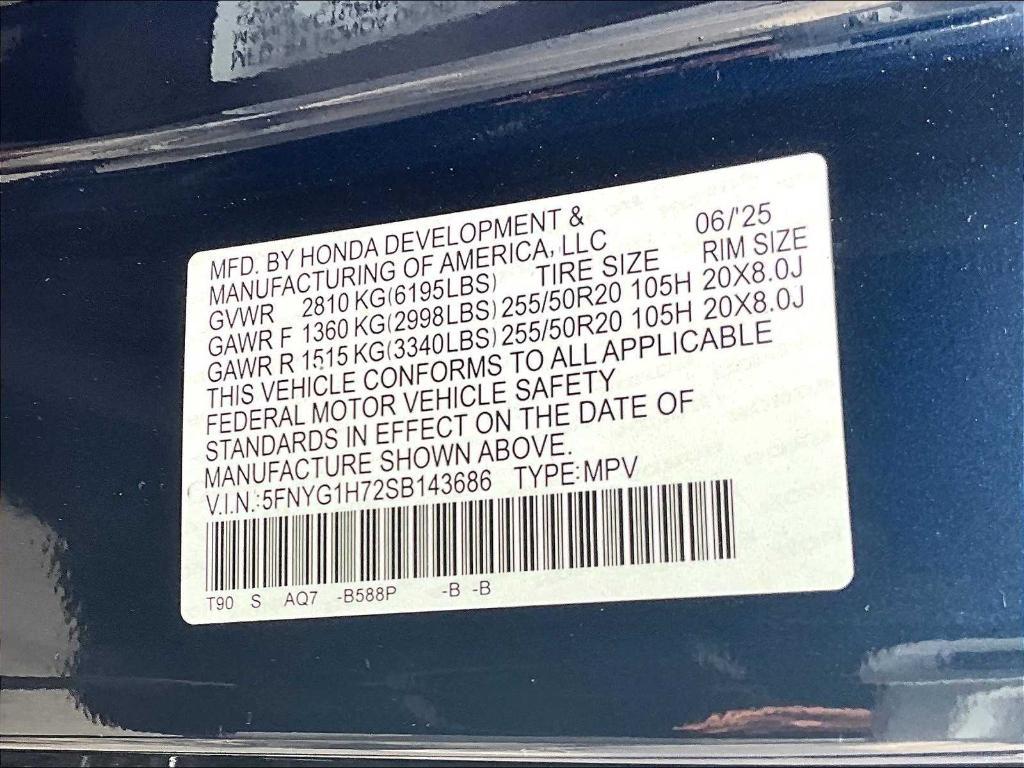 MFD. BY HONDA DEVELOPMENT & 06/'25
MANUFACTURING OF AMERICA, LLC RIM SIZE
GVWR 2810 KG(6195LBS) TIRE SIZE
GAWR F 1360 KG(2998LBS) 255/50R20 105H 20X8.0J
GAWR R 1515 KG(3340LBS) 255/50R20 105H 20X8.0J
THIS VEHICLE CONFORMS TO ALL APPLICABLE
FEDERAL MOTOR VEHICLE SAFETY
STANDARDS IN EFFECT ON THE DATE OF
MANUFACTURE SHOWN ABOVE.
V.I.N.:5FNYG1H72SB143686 TYPE:MPV
T90 S AQ7 -B588P -B -B